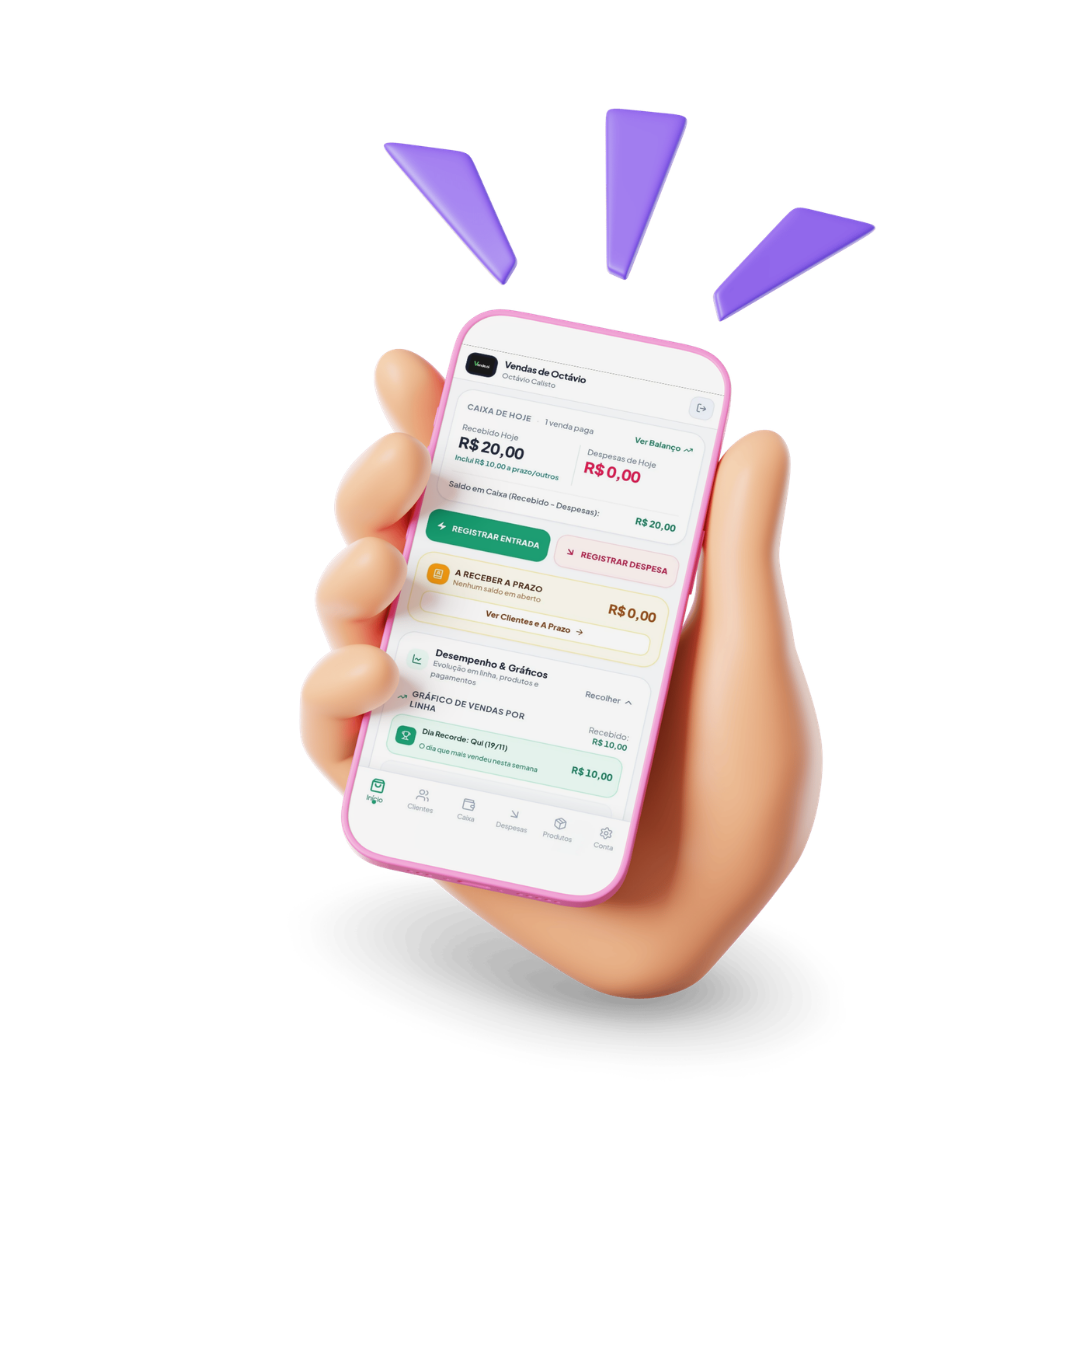 Vendas de Octávio
Octávio Calisto
CAIXA DE HOJE · 1 venda paga
Ver Balanço
Recebido Hoje
R$ 20,00
Inclui R$ 10,00 a prazo/outros
Despesas de Hoje
R$ 0,00
Saldo em Caixa (Recebido - Despesas):
R$ 20,00
REGISTRAR ENTRADA
REGISTRAR DESPESA
A RECEBER A PRAZO
Nenhum saldo em aberto
R$ 0,00
Ver Clientes e A Prazo →
Desempenho & Gráficos
Evolução em linha, produtos e
pagamentos
Recolher
GRÁFICO DE VENDAS POR
LINHA
Recebido:
R$ 10,00
Dia Recorde: Qui (19/11)
O dia que mais vendeu nesta semana
R$ 10,00
Início
Clientes
Caixa
Despesas
Produtos
Conta